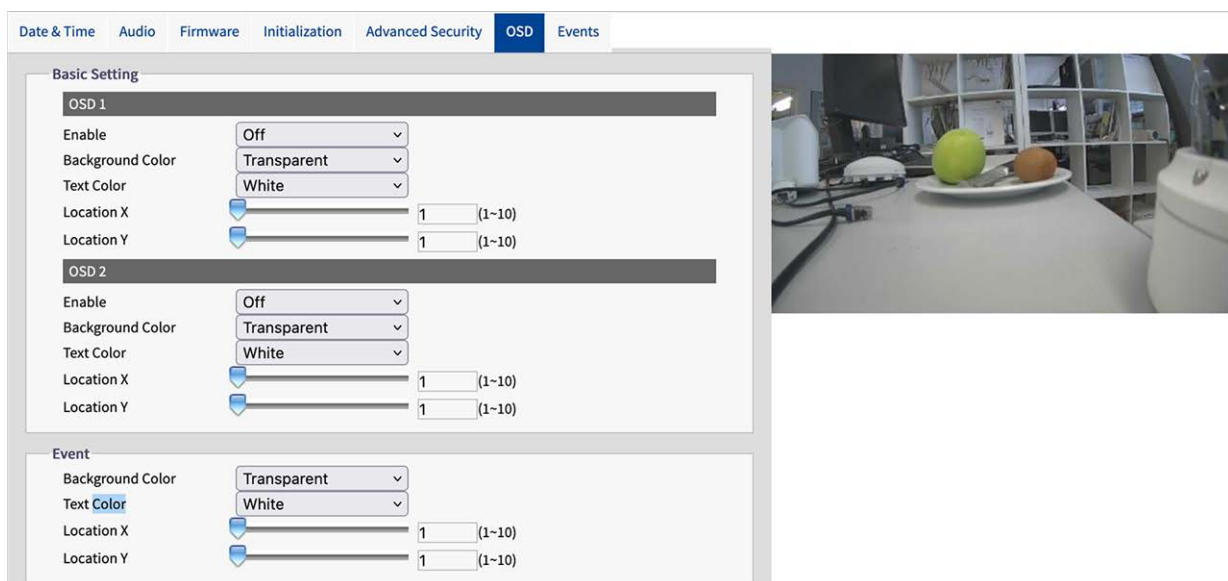 Date & Time Audio Firmware Initialization Advanced Security OSD Events
Basic Setting
OSD 1
Enable Off
Background Color Transparent
Text Color White
Location X 1 (1~10)
Location Y 1 (1~10)
OSD 2
Enable Off
Background Color Transparent
Text Color White
Location X 1 (1~10)
Location Y 1 (1~10)
Event
Background Color Transparent
Text Color White
Location X 1 (1~10)
Location Y 1 (1~10)